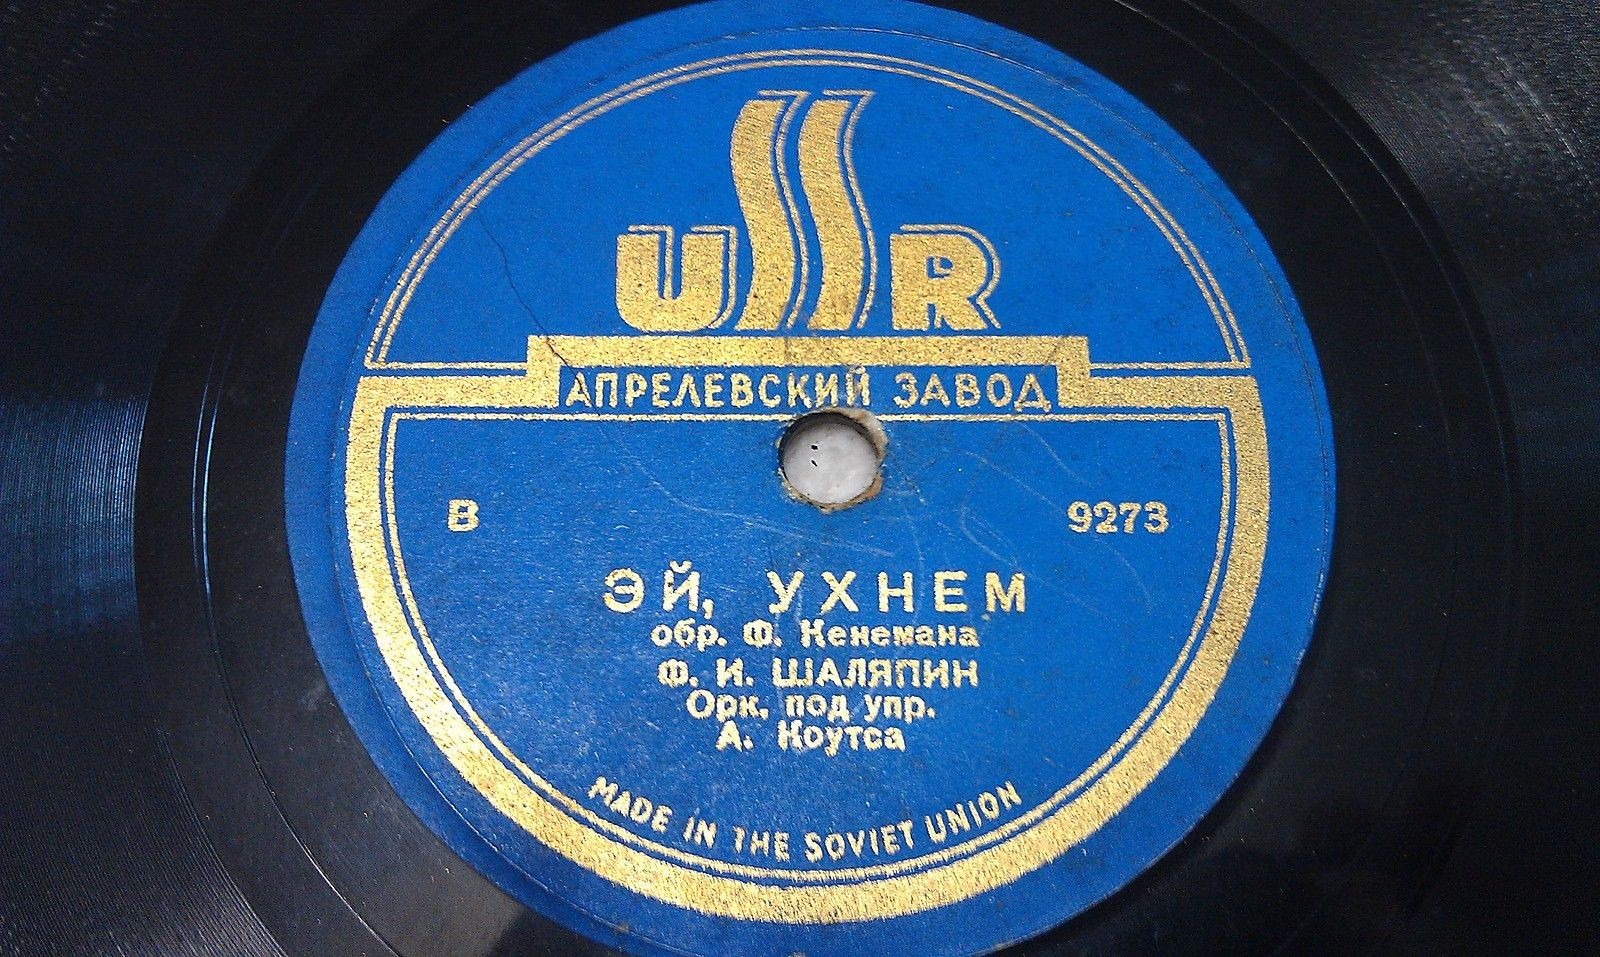 USSR
АПРЕЛЕВСКИЙ ЗАВОД
В 9273
ЭЙ, УХНЕМ
обр. Ф. Кенемана
Ф. И. ШАЛЯПИН
Орк. под упр.
А. Коутса
MADE IN THE SOVIET UNION